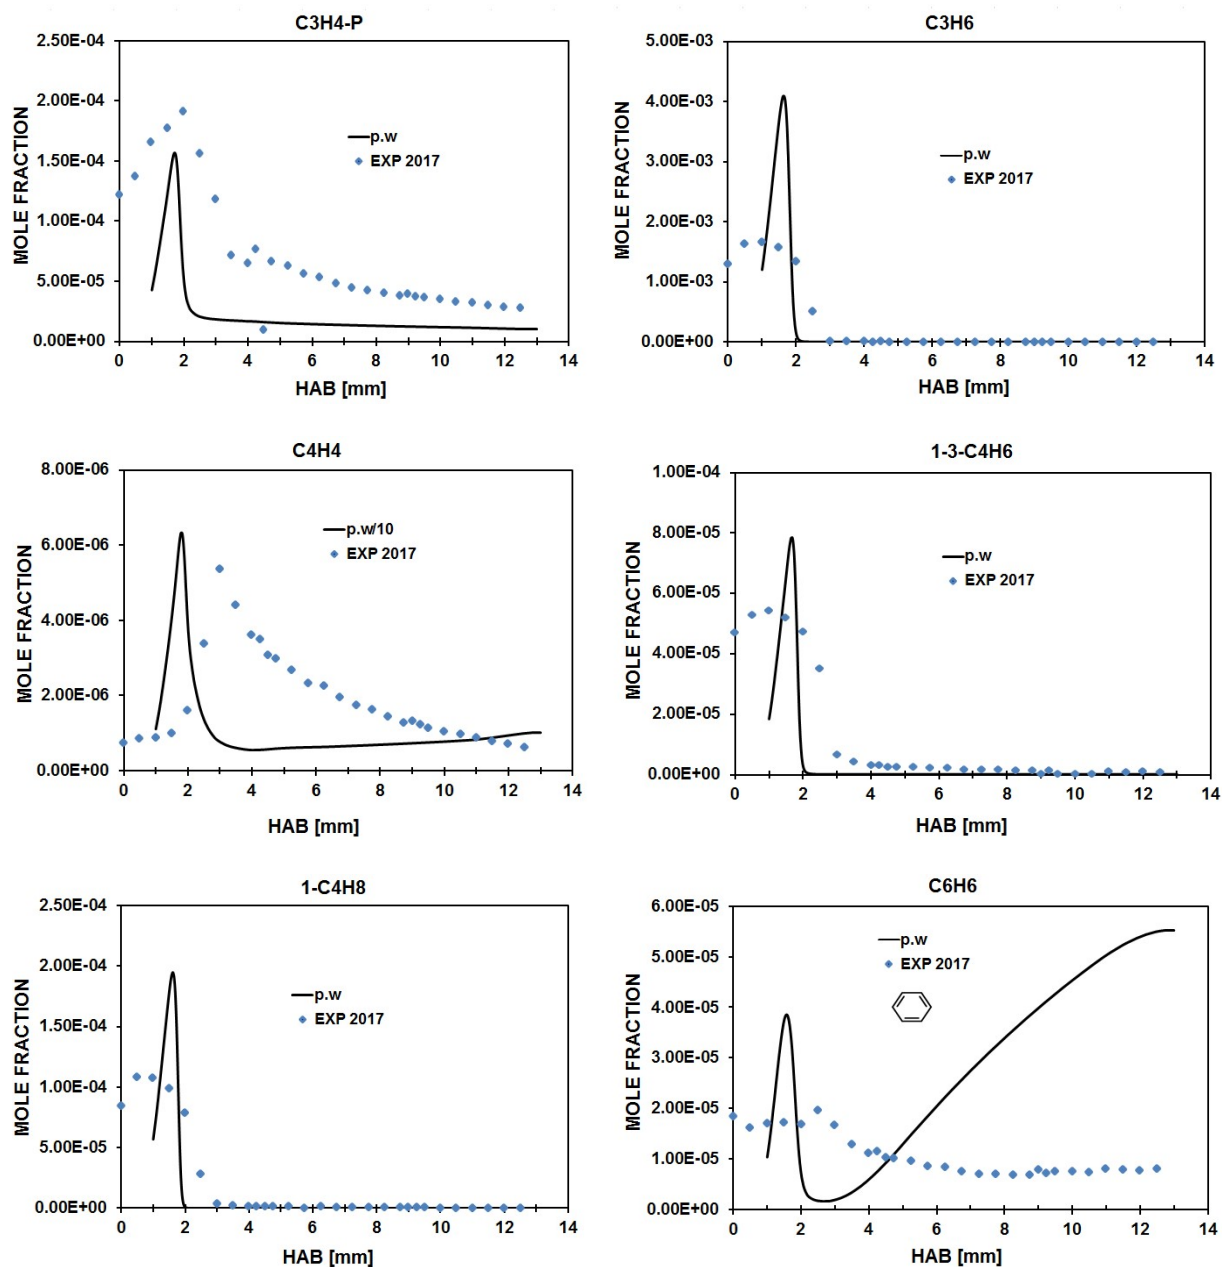 C3H4-P
2.50E-04
2.00E-04
1.50E-04
1.00E-04
5.00E-05
0.00E+00
MOLE FRACTION
p.w
EXP 2017
0 2 4 6 8 10 12 14
HAB [mm]
C3H6
5.00E-03
4.00E-03
3.00E-03
2.00E-03
1.00E-03
0.00E+00
MOLE FRACTION
p.w
EXP 2017
0 2 4 6 8 10 12 14
HAB [mm]
C4H4
8.00E-06
6.00E-06
4.00E-06
2.00E-06
0.00E+00
MOLE FRACTION
p.w/10
EXP 2017
0 2 4 6 8 10 12 14
HAB [mm]
1-3-C4H6
1.00E-04
8.00E-05
6.00E-05
4.00E-05
2.00E-05
0.00E+00
MOLE FRACTION
p.w
EXP 2017
0 2 4 6 8 10 12 14
HAB [mm]
1-C4H8
2.50E-04
2.00E-04
1.50E-04
1.00E-04
5.00E-05
0.00E+00
MOLE FRACTION
p.w
EXP 2017
0 2 4 6 8 10 12 14
HAB [mm]
C6H6
6.00E-05
5.00E-05
4.00E-05
3.00E-05
2.00E-05
1.00E-05
0.00E+00
MOLE FRACTION
p.w
EXP 2017
0 2 4 6 8 10 12 14
HAB [mm]